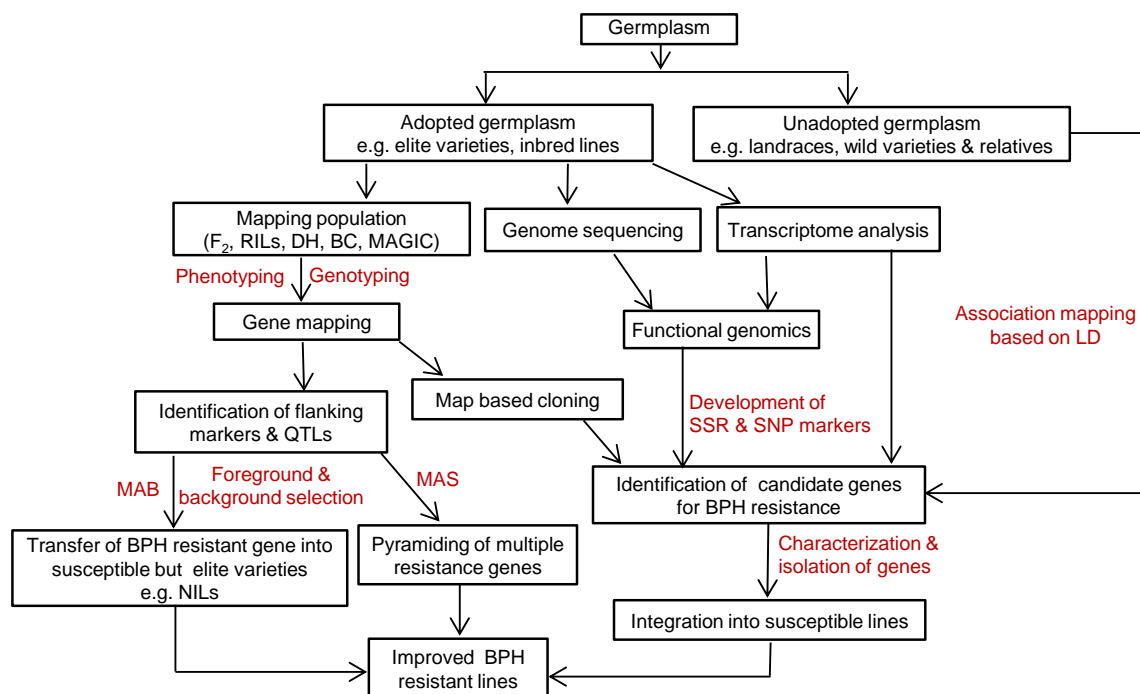 Germplasm
Adopted germplasm
e.g. elite varieties, inbred lines
Unadopted germplasm
e.g. landraces, wild varieties & relatives
Mapping population
(F₂, RILs, DH, BC, MAGIC)
Genome sequencing
Transcriptome analysis
Phenotyping
Genotyping
Gene mapping
Functional genomics
Association mapping
based on LD
Identification of flanking
markers & QTLs
Map based cloning
Development of
SSR & SNP markers
MAB
Foreground &
background selection
MAS
Identification of candidate genes
for BPH resistance
Transfer of BPH resistant gene into
susceptible but elite varieties
e.g. NILs
Pyramiding of multiple
resistance genes
Characterization &
isolation of genes
Integration into susceptible lines
Improved BPH
resistant lines